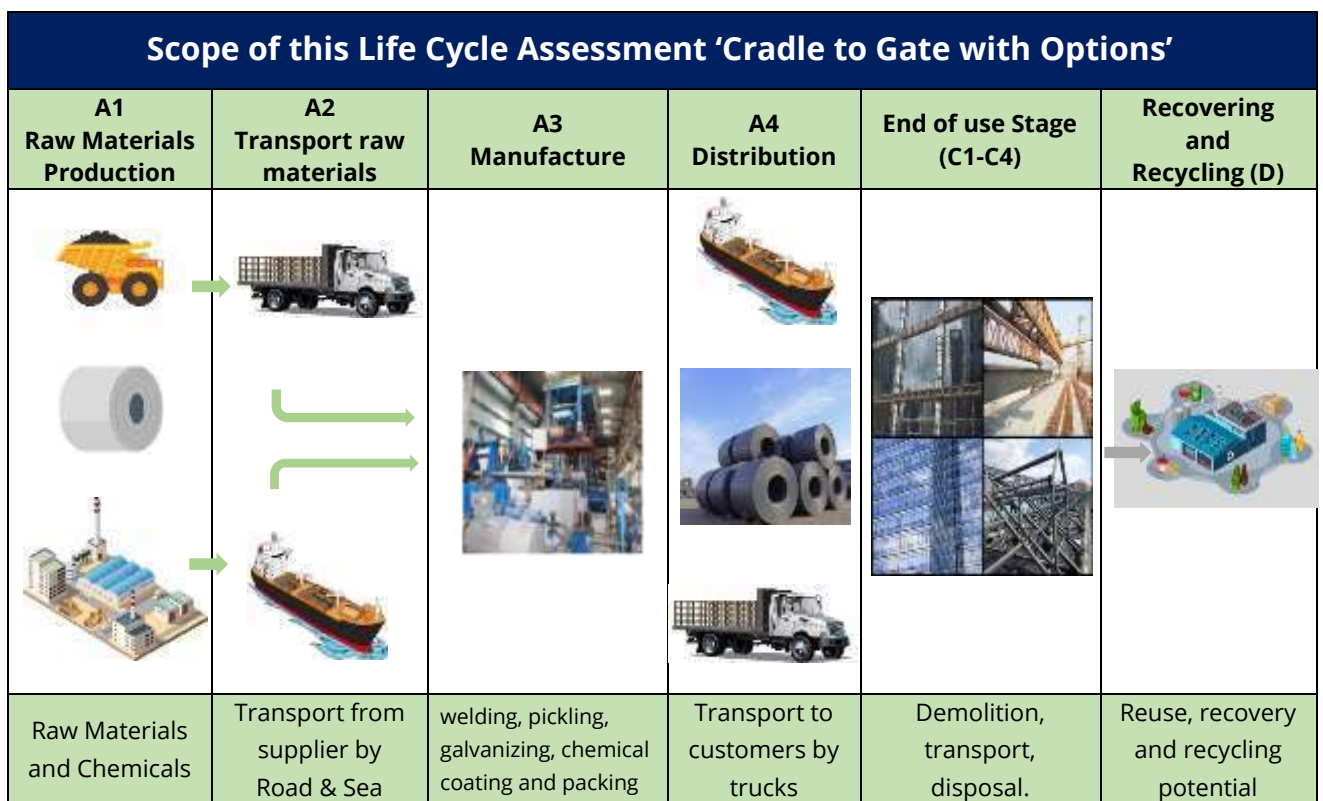 Scope of this Life Cycle Assessment ‘Cradle to Gate with Options’
A1
Raw Materials
Production
A2
Transport raw
materials
A3
Manufacture
A4
Distribution
End of use Stage
(C1-C4)
Recovering
and
Recycling (D)
Raw Materials
and Chemicals
Transport from
supplier by
Road & Sea
welding, pickling,
galvanizing, chemical
coating and packing
Transport to
customers by
trucks
Demolition,
transport,
disposal.
Reuse, recovery
and recycling
potential